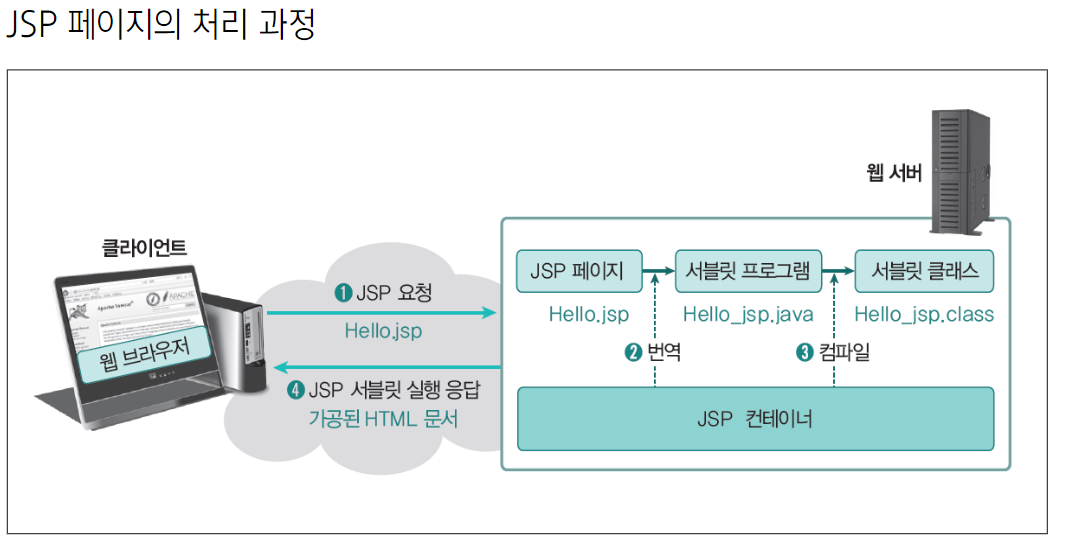 JSP 페이지의 처리 과정
웹 서버
클라이언트
웹 브라우저
❶ JSP 요청
Hello.jsp
❹ JSP 서블릿 실행 응답
가공된 HTML 문서
JSP 페이지
서블릿 프로그램
서블릿 클래스
Hello.jsp
Hello_jsp.java
Hello_jsp.class
❷ 번역
❸ 컴파일
JSP 컨테이너